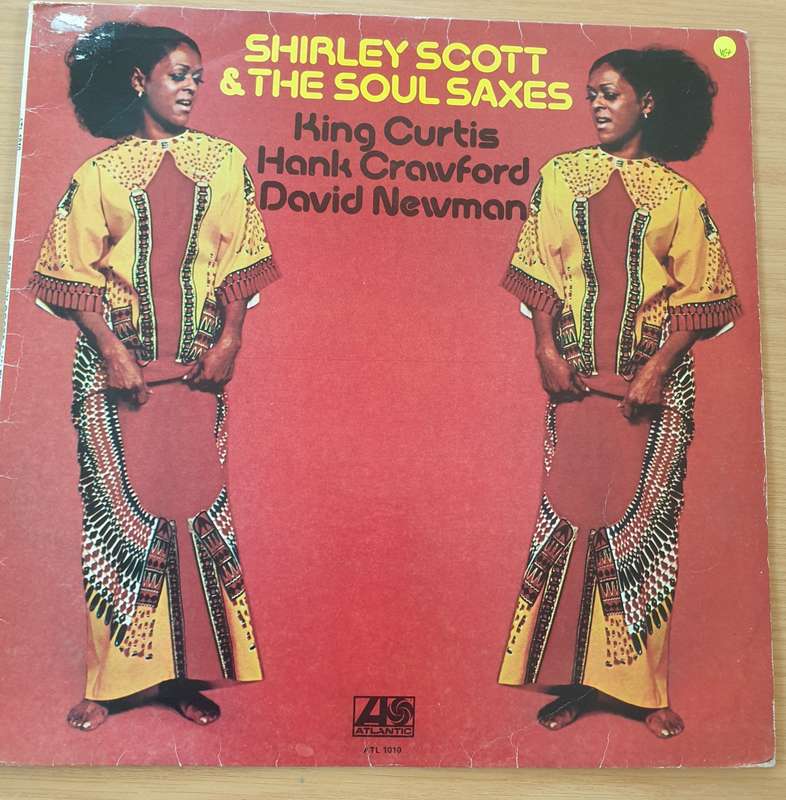 SHIRLEY SCOTT
& THE SOUL SAXES
King Curtis
Hank Crawford
David Newman
ATLANTIC
ATL 1010